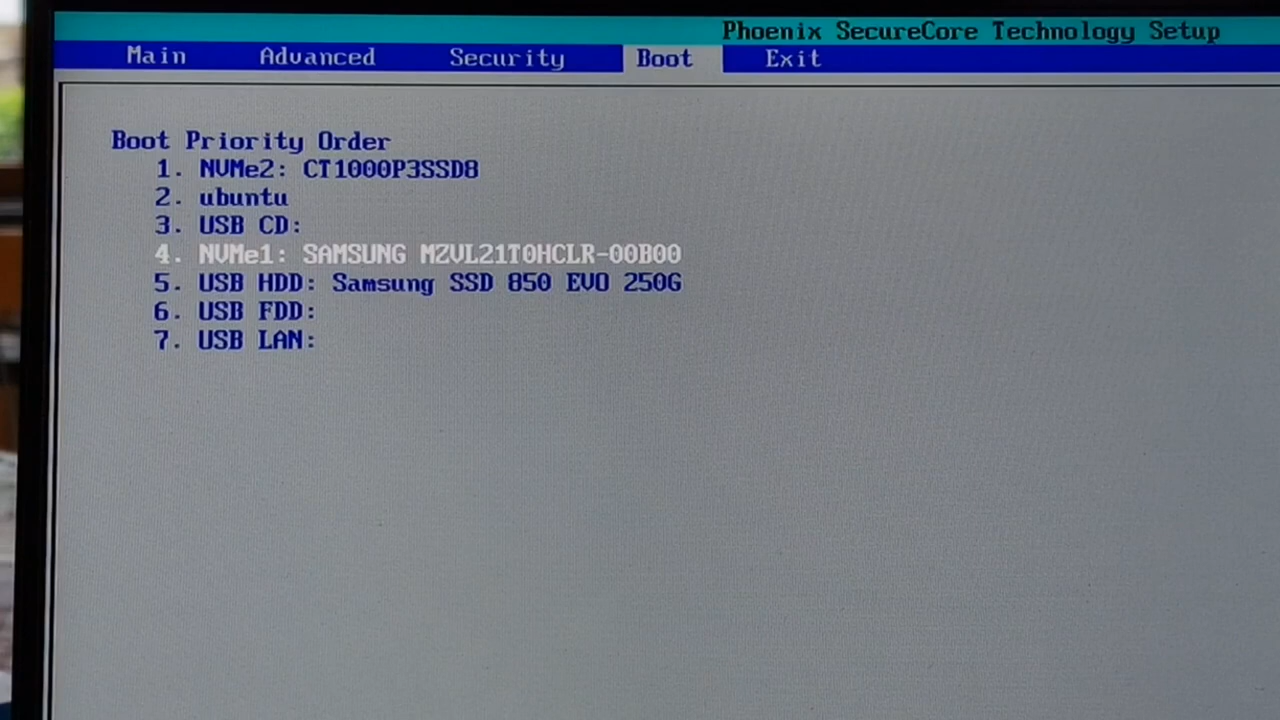 Phoenix SecureCore Technology Setup
Main Advanced Security Boot Exit
Boot Priority Order
1. NVMe2: CT1000P3SSD8
2. ubuntu
3. USB CD:
4. NVMe1: SAMSUNG MZVL21T0HCLR-00B00
5. USB HDD: Samsung SSD 850 EVO 250G
6. USB FDD:
7. USB LAN: